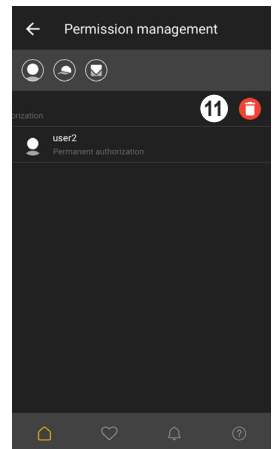 Permission management
orization
11
user2
Permanent authorization
?